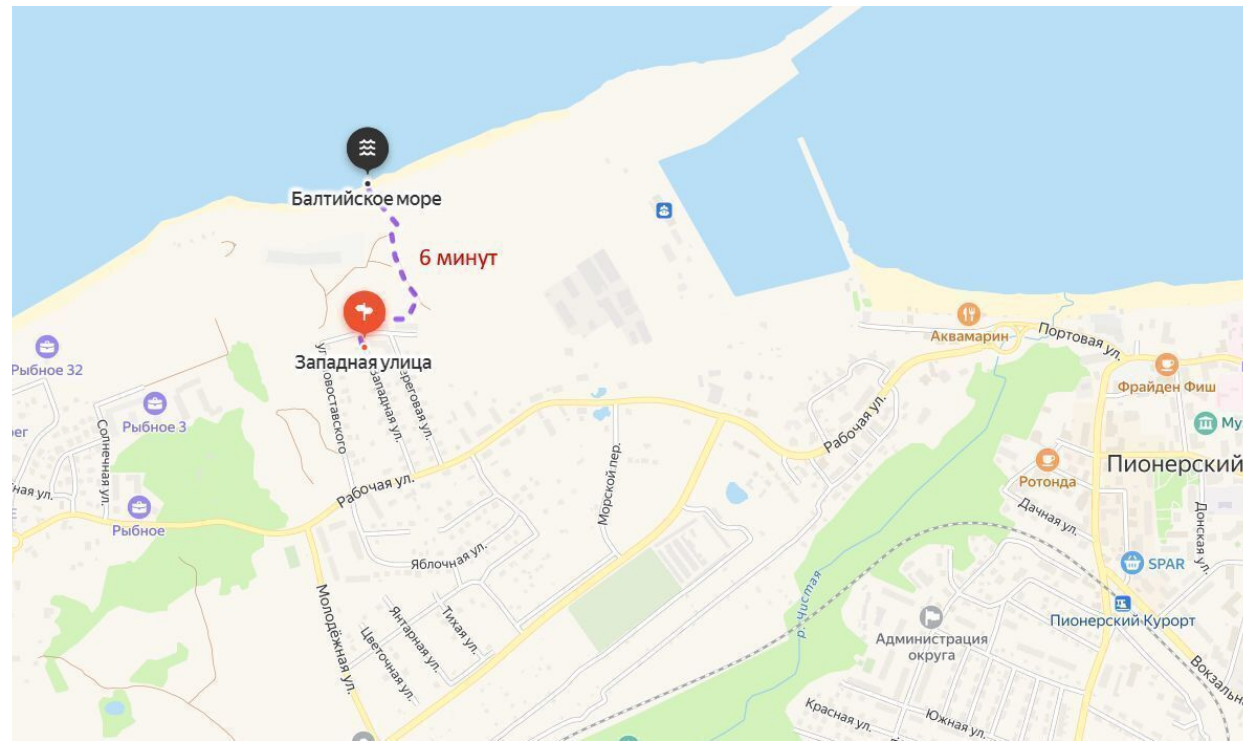 Балтийское море
6 минут
Западная улица
Рыбное 32
Рыбное 3
Солнечная ул.
Рыбное
Западная ул.
Рабочая ул.
Яблочная ул.
Молодёжная ул.
Янтарная ул.
Цветочная ул.
Тихая ул.
Морской пер.
Рабочая ул.
Аквамарин
Портовая ул.
Фрайден Фиш
Пионерский
Ротонда
Дачная ул.
Донская ул.
SPAR
Пионерский Курорт
р. Чистая
Администрация
округа
Красная ул.
Южная ул.